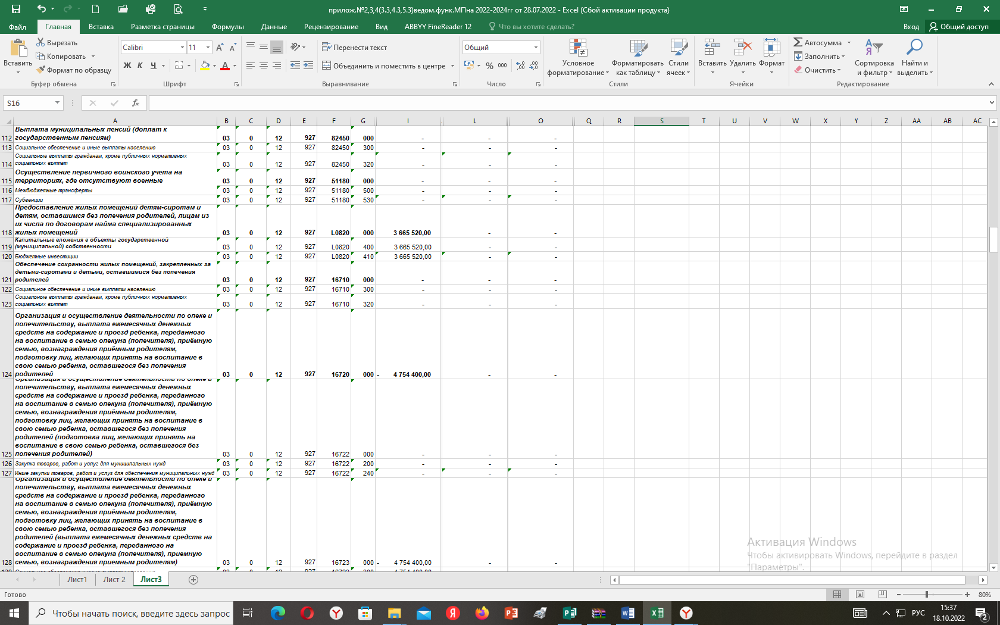 прилож.№2,3,4(3.3,4.3,5.3)ведом.функ.МПна 2022-2024гг от 28.07.2022 - Excel (Сбой активации продукта)
Файл Главная Вставка Разметка страницы Формулы Данные Рецензирование Вид ABBYY FineReader 12 Что вы хотите сделать? Вход Общий доступ
Вставить
Вырезать
Копировать
Формат по образцу
Буфер обмена
Calibri 11
Ж К Ч
Шрифт
Перенести текст
Объединить и поместить в центре
Выравнивание
Общий
% 000
Число
Условное форматирование
Форматировать как таблицу
Стили ячеек
Стили
Вставить Удалить Формат
Ячейки
Автосумма
Заполнить
Очистить
Сортировка и фильтр
Найти и выделить
Редактирование
S16 fx
A B C D E F G I L O Q R S T U V W X Y Z AA AB AC
Выплата муниципальных пенсий (доплат к
112 государственным пенсиям) 03 0 12 927 82450 000 - - -
113 Социальное обеспечение и иные выплаты населению 03 0 12 927 82450 300 - - -
Социальные выплаты гражданам, кроме публичных нормативных
114 социальных выплат 03 0 12 927 82450 320 - - -
Осуществление первичного воинского учета на
115 территориях, где отсутствуют военные 03 0 12 927 51180 000 - - -
116 Межбюджетные трансферты 03 0 12 927 51180 500 - - -
117 Субвенции 03 0 12 927 51180 530 - - -
Предоставление жилых помещений детям-сиротам и
детям, оставшимся без попечения родителей, лицам из
их числа по договорам найма специализированных
118 жилых помещений 03 0 12 927 L0820 000 3 665 520,00 - -
Капитальные вложения в объекты государственной
119 (муниципальной) собственности 03 0 12 927 L0820 400 3 665 520,00 - -
120 Бюджетные инвестиции 03 0 12 927 L0820 410 3 665 520,00 - -
Обеспечение сохранности жилых помещений, закрепленных за
детьми-сиротами и детьми, оставшимися без попечения
121 родителей 03 0 12 927 16710 000 - - -
122 Социальное обеспечение и иные выплаты населению 03 0 12 927 16710 300 - - -
Социальные выплаты гражданам, кроме публичных нормативных
123 социальных выплат 03 0 12 927 16710 320 - - -
Организация и осуществление деятельности по опеке и
попечительству, выплата ежемесячных денежных
средств на содержание и проезд ребенка, переданного
на воспитание в семью опекуна (попечителя), приёмную
семью, вознаграждения приёмным родителям,
подготовку лиц, желающих принять на воспитание в
свою семью ребенка, оставшегося без попечения
124 родителей 03 0 12 927 16720 000 - 4 754 400,00 - -
Организация и осуществление деятельности по опеке и
попечительству, выплата ежемесячных денежных
средств на содержание и проезд ребенка, переданного
на воспитание в семью опекуна (попечителя), приёмную
семью, вознаграждения приёмным родителям,
подготовку лиц, желающих принять на воспитание в
свою семью ребенка, оставшегося без попечения
родителей (подготовка лиц, желающих принять на
воспитание в свою семью ребенка, оставшегося без
125 попечения родителей) 03 0 12 927 16722 000 - - -
126 Закупка товаров, работ и услуг для муниципальных нужд 03 0 12 927 16722 200 - - -
127 Иные закупки товаров, работ и услуг для обеспечения муниципальных нужд 03 0 12 927 16722 240 - - -
Организация и осуществление деятельности по опеке и
попечительству, выплата ежемесячных денежных
средств на содержание и проезд ребенка, переданного
на воспитание в семью опекуна (попечителя), приёмную
семью, вознаграждения приёмным родителям,
подготовку лиц, желающих принять на воспитание в
свою семью ребенка, оставшегося без попечения
родителей (выплата ежемесячных денежных средств на
содержание и проезд ребенка, переданного на
воспитание в семью опекуна (попечителя), приемную
128 семью, вознаграждения приемным родителям) 03 0 12 927 16723 000 - 4 754 400,00 - -
Активация Windows
Чтобы активировать Windows, перейдите в раздел
"Параметры".
Лист1 Лист 2 Лист3
Готово 80%
Чтобы начать поиск, введите здесь запрос
РУС 15:37
18.10.2022 2